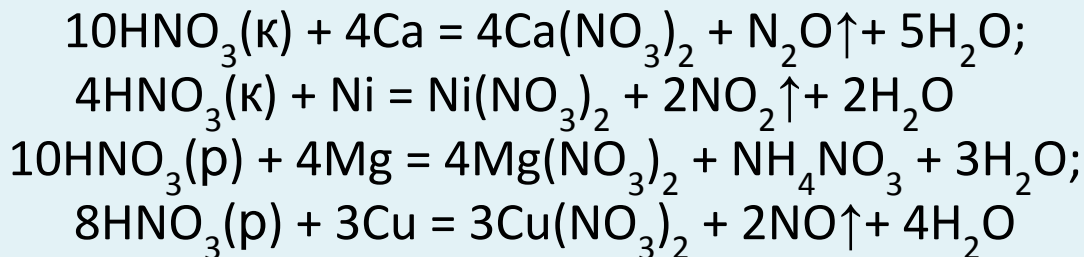 10HNO₃(к) + 4Ca = 4Ca(NO₃)₂ + N₂O↑+ 5H₂O;
4HNO₃(к) + Ni = Ni(NO₃)₂ + 2NO₂↑+ 2H₂O
10HNO₃(р) + 4Mg = 4Mg(NO₃)₂ + NH₄NO₃ + 3H₂O;
8HNO₃(р) + 3Cu = 3Cu(NO₃)₂ + 2NO↑+ 4H₂O